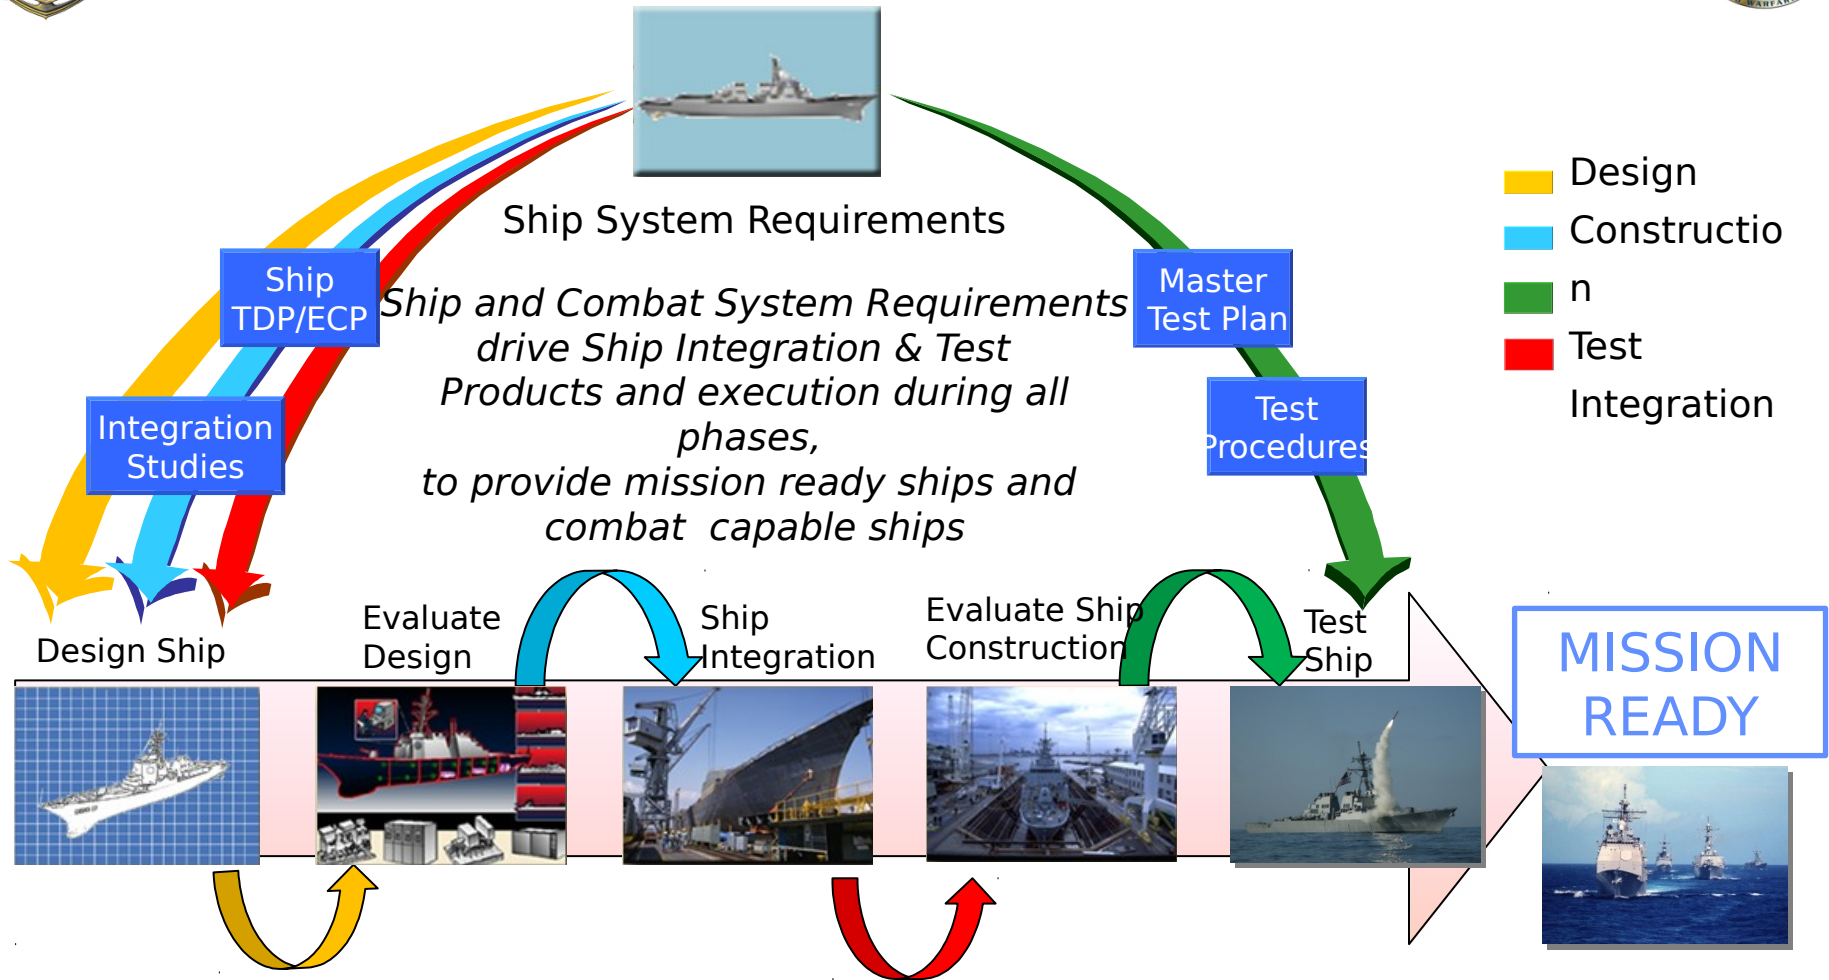 WARFARE
Ship System Requirements
Design
Constructio
n
Test
Integration
Ship
TDP/ECP
Master
Test Plan
Ship and Combat System Requirements
drive Ship Integration & Test
Products and execution during all
phases,
to provide mission ready ships and
combat capable ships
Integration
Studies
Test
Procedures
Design Ship
Evaluate
Design
Ship
Integration
Evaluate Ship
Construction
Test
Ship
MISSION
READY